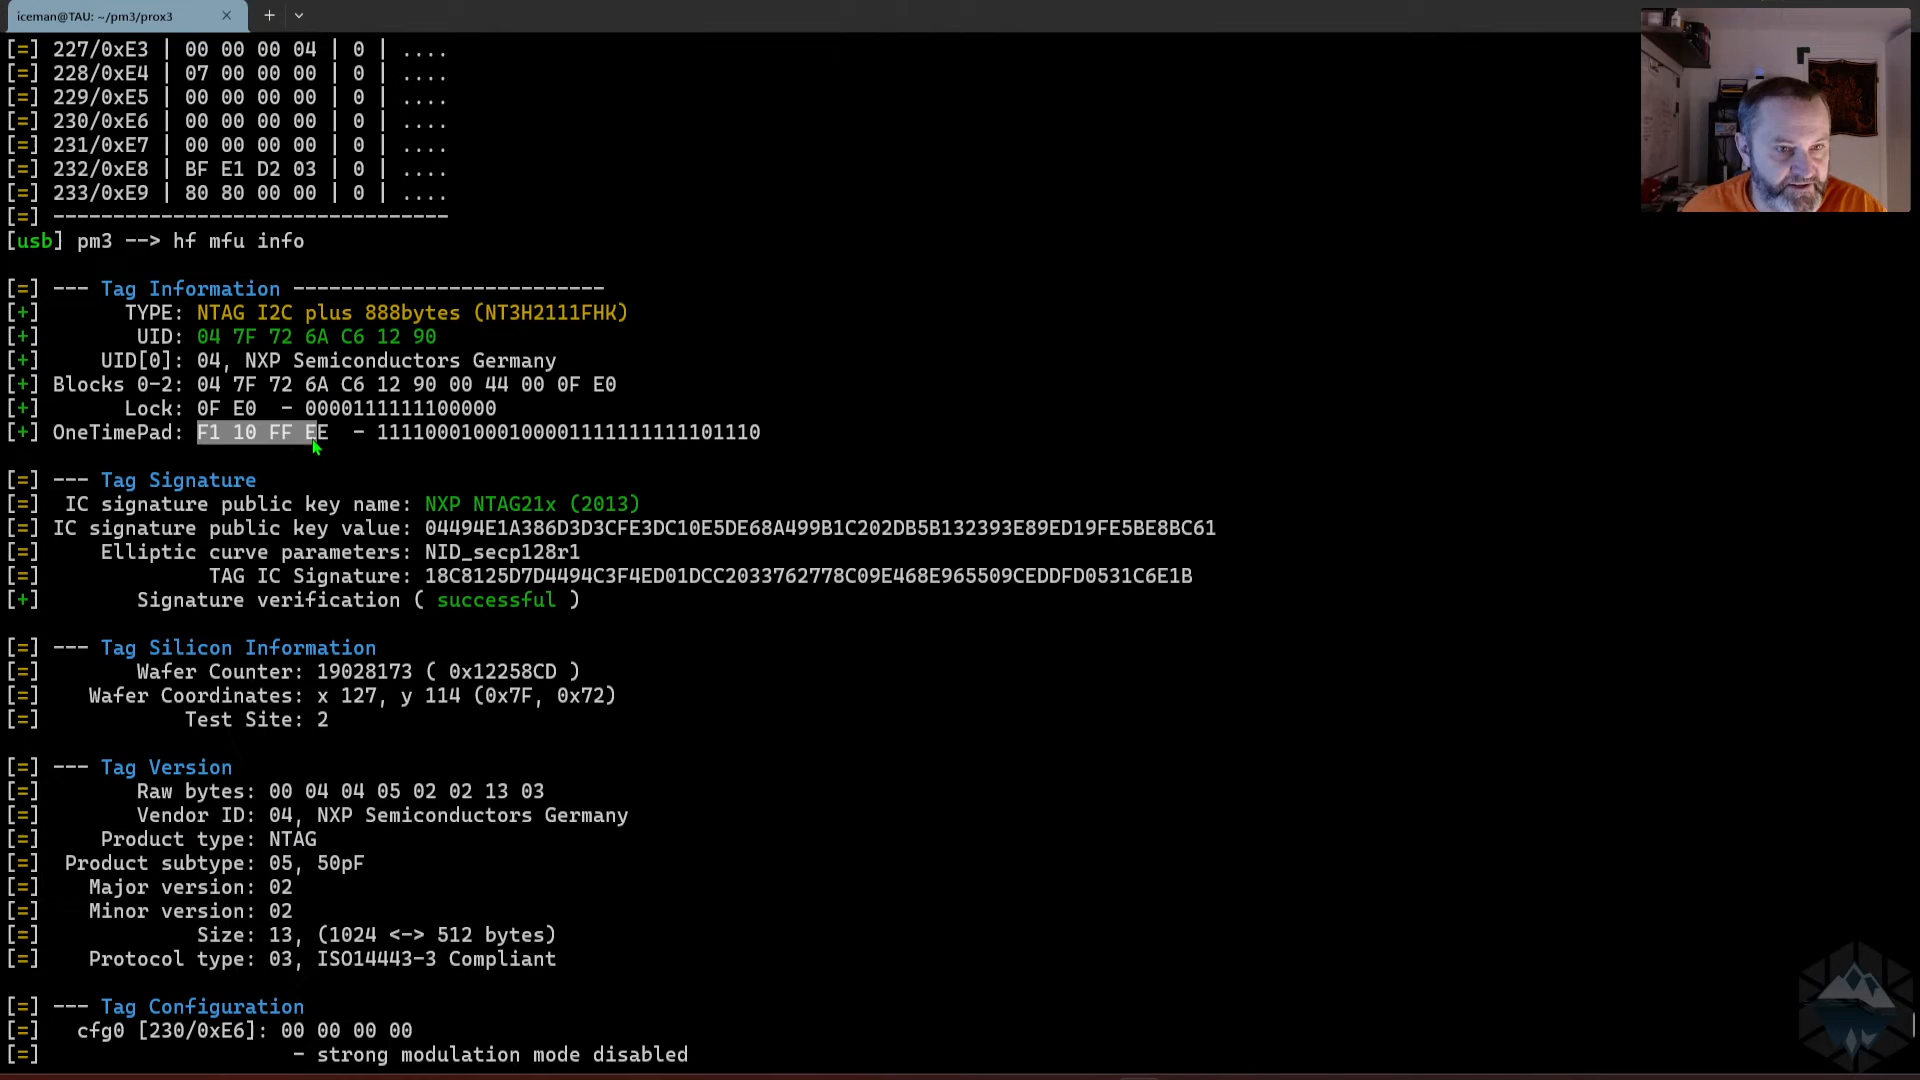 iceman@TAU: ~/pm3/prox3
[=] 227/0xE3 | 00 00 00 04 | 0 | ....
[=] 228/0xE4 | 07 00 00 00 | 0 | ....
[=] 229/0xE5 | 00 00 00 00 | 0 | ....
[=] 230/0xE6 | 00 00 00 00 | 0 | ....
[=] 231/0xE7 | 00 00 00 00 | 0 | ....
[=] 232/0xE8 | BF E1 D2 03 | 0 | ....
[=] 233/0xE9 | 80 80 00 00 | 0 | ....
[=] ---------------------------------
[usb] pm3 --> hf mfu info
[=] --- Tag Information --------------------------
[+] TYPE: NTAG I2C plus 888bytes (NT3H2111FHK)
[+] UID: 04 7F 72 6A C6 12 90
[+] UID[0]: 04, NXP Semiconductors Germany
[+] Blocks 0-2: 04 7F 72 6A C6 12 90 00 44 00 0F E0
[+] Lock: 0F E0 - 0000111111100000
[+] OneTimePad: F1 10 FF EE - 11110001000100001111111111101110
[=] --- Tag Signature
[=] IC signature public key name: NXP NTAG21x (2013)
[=] IC signature public key value: 04494E1A386D3D3CFE3DC10E5DE68A499B1C202DB5B132393E89ED19FE5BE8BC61
[=] Elliptic curve parameters: NID_secp128r1
[=] TAG IC Signature: 18C8125D7D4494C3F4ED01DCC2033762778C09E468E965509CEDDFD0531C6E1B
[+] Signature verification ( successful )
[=] --- Tag Silicon Information
[=] Wafer Counter: 19028173 ( 0x12258CD )
[=] Wafer Coordinates: x 127, y 114 (0x7F, 0x72)
[=] Test Site: 2
[=] --- Tag Version
[=] Raw bytes: 00 04 04 05 02 02 13 03
[=] Vendor ID: 04, NXP Semiconductors Germany
[=] Product type: NTAG
[=] Product subtype: 05, 50pF
[=] Major version: 02
[=] Minor version: 02
[=] Size: 13, (1024 <-> 512 bytes)
[=] Protocol type: 03, ISO14443-3 Compliant
[=] --- Tag Configuration
[=] cfg0 [230/0xE6]: 00 00 00 00
[=] - strong modulation mode disabled